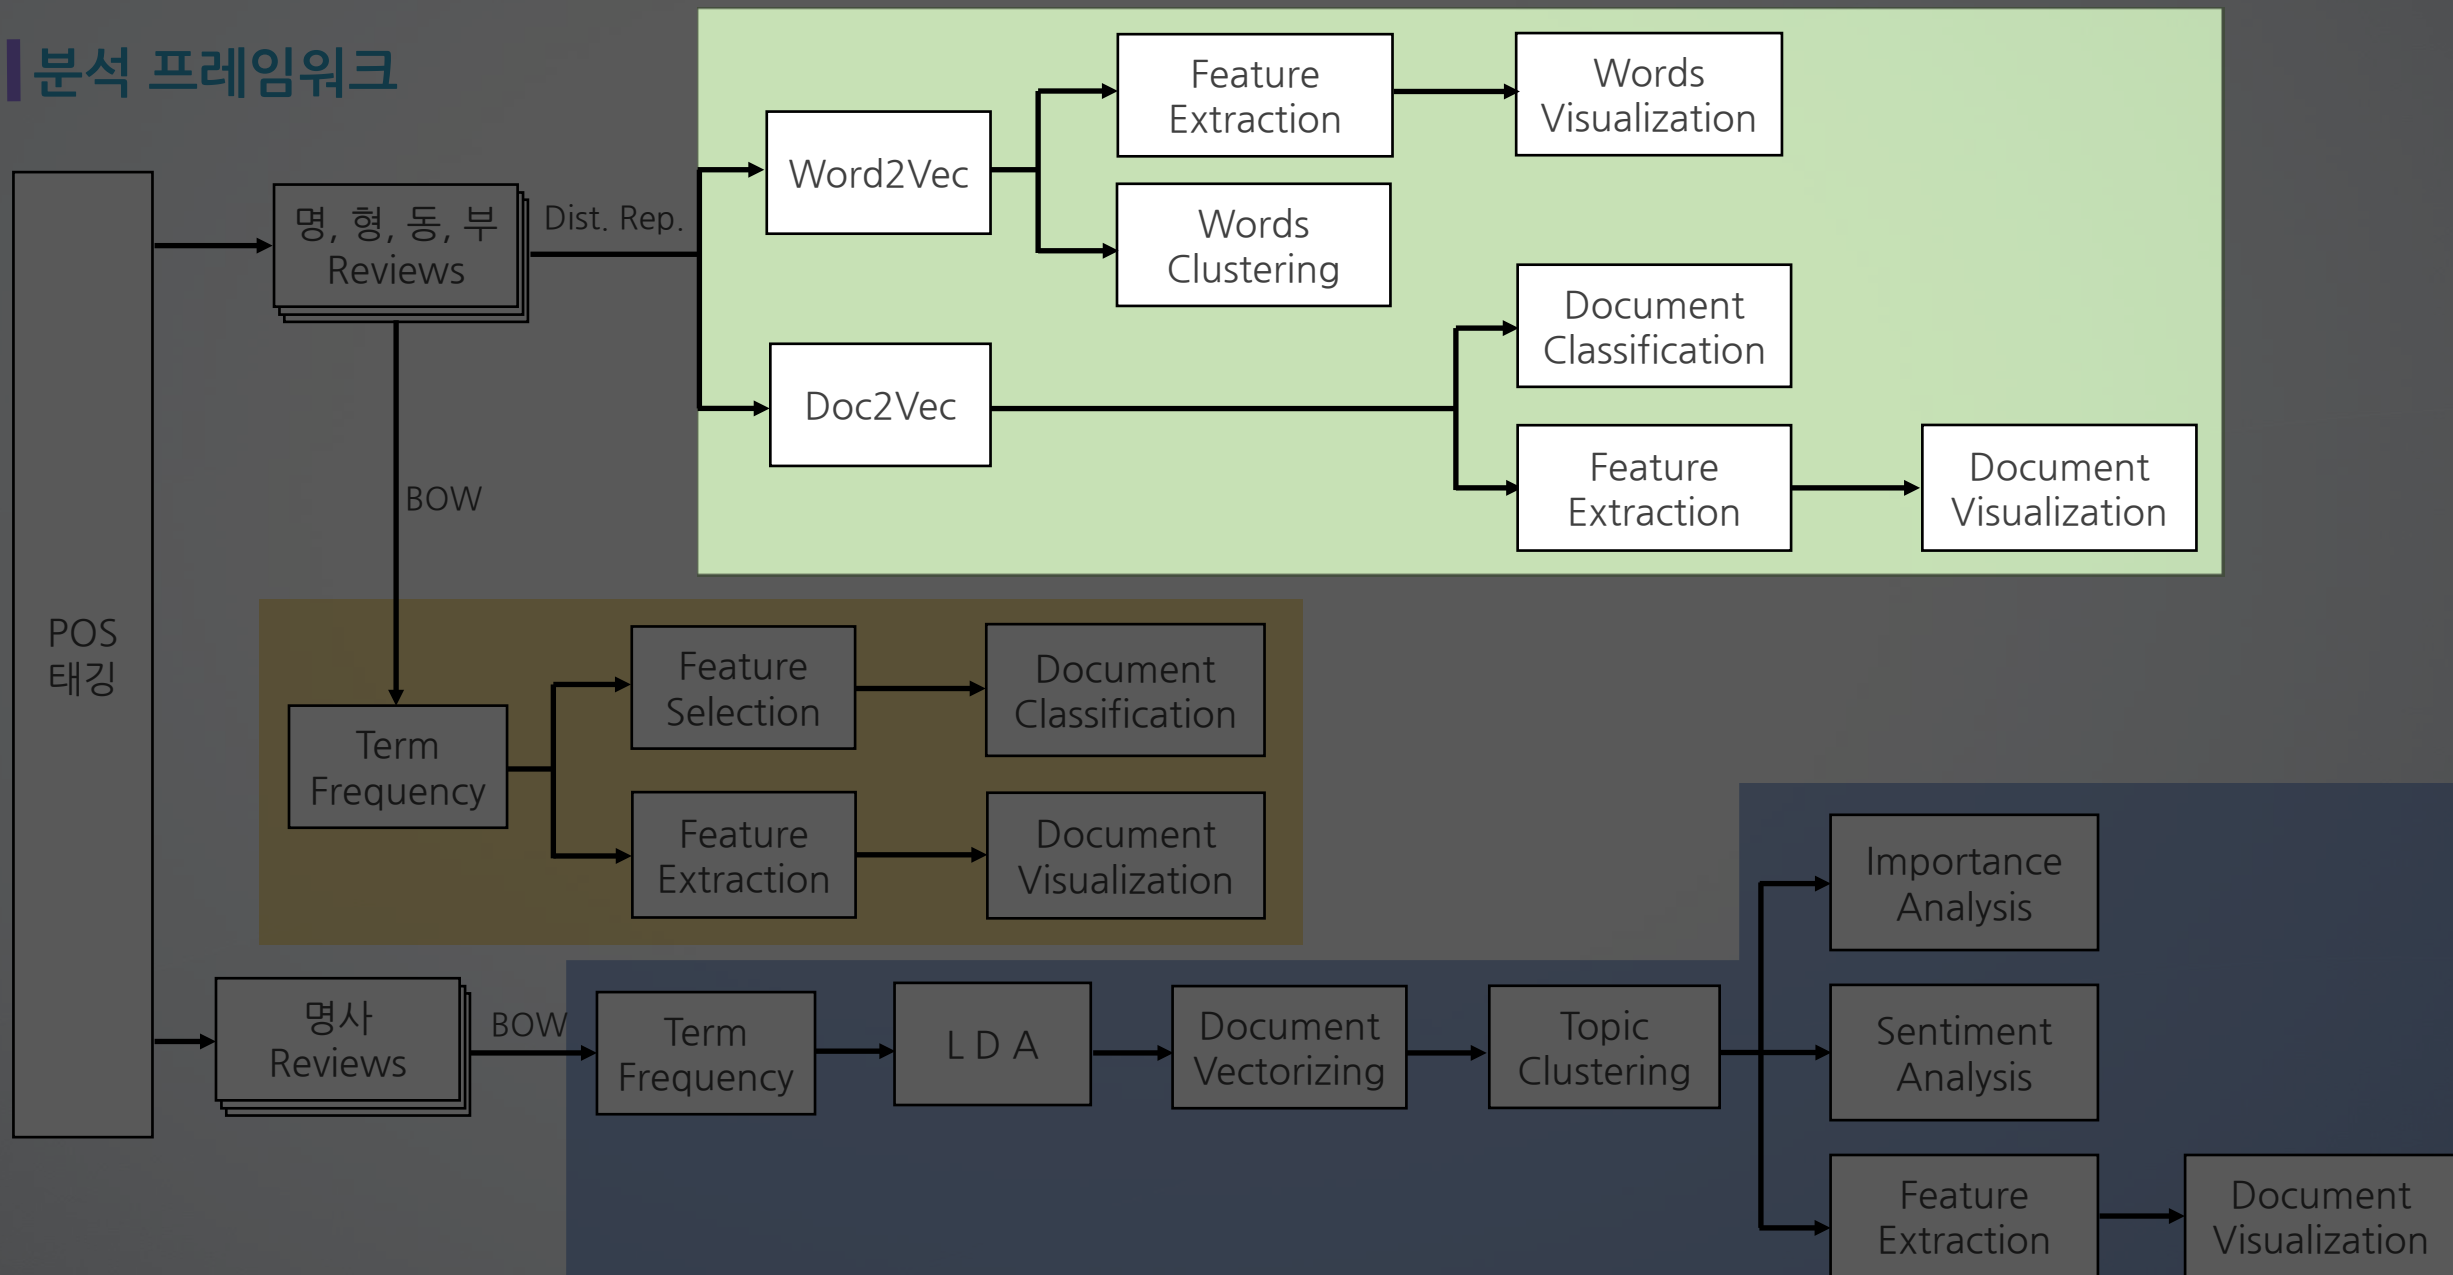 분석 프레임워크
POS
태깅
명, 형, 동, 부
Reviews
Dist. Rep.
Word2Vec
Feature
Extraction
Words
Visualization
Words
Clustering
Doc2Vec
Document
Classification
Feature
Extraction
Document
Visualization
BOW
Term
Frequency
Feature
Selection
Document
Classification
Feature
Extraction
Document
Visualization
명사
Reviews
BOW
Term
Frequency
L D A
Document
Vectorizing
Topic
Clustering
Importance
Analysis
Sentiment
Analysis
Feature
Extraction
Document
Visualization